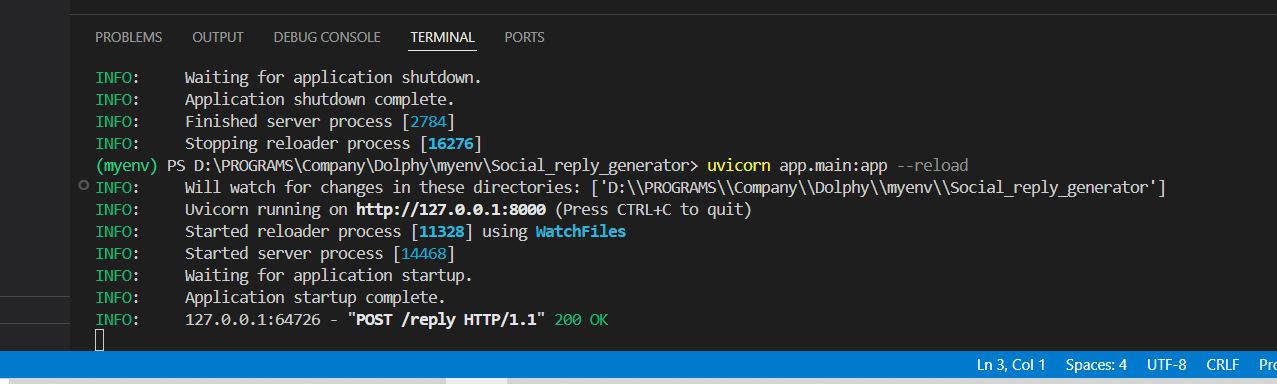 PROBLEMS OUTPUT DEBUG CONSOLE TERMINAL PORTS
INFO: Waiting for application shutdown.
INFO: Application shutdown complete.
INFO: Finished server process [2784]
INFO: Stopping reloader process [16276]
(myenv) PS D:\PROGRAMS\Company\Dolphy\myenv\Social_reply_generator> uvicorn app.main:app --reload
INFO: Will watch for changes in these directories: ['D:\\PROGRAMS\\Company\\Dolphy\\myenv\\Social_reply_generator']
INFO: Uvicorn running on http://127.0.0.1:8000 (Press CTRL+C to quit)
INFO: Started reloader process [11328] using WatchFiles
INFO: Started server process [14468]
INFO: Waiting for application startup.
INFO: Application startup complete.
INFO: 127.0.0.1:64726 - "POST /reply HTTP/1.1" 200 OK
Ln 3, Col 1 Spaces: 4 UTF-8 CRLF